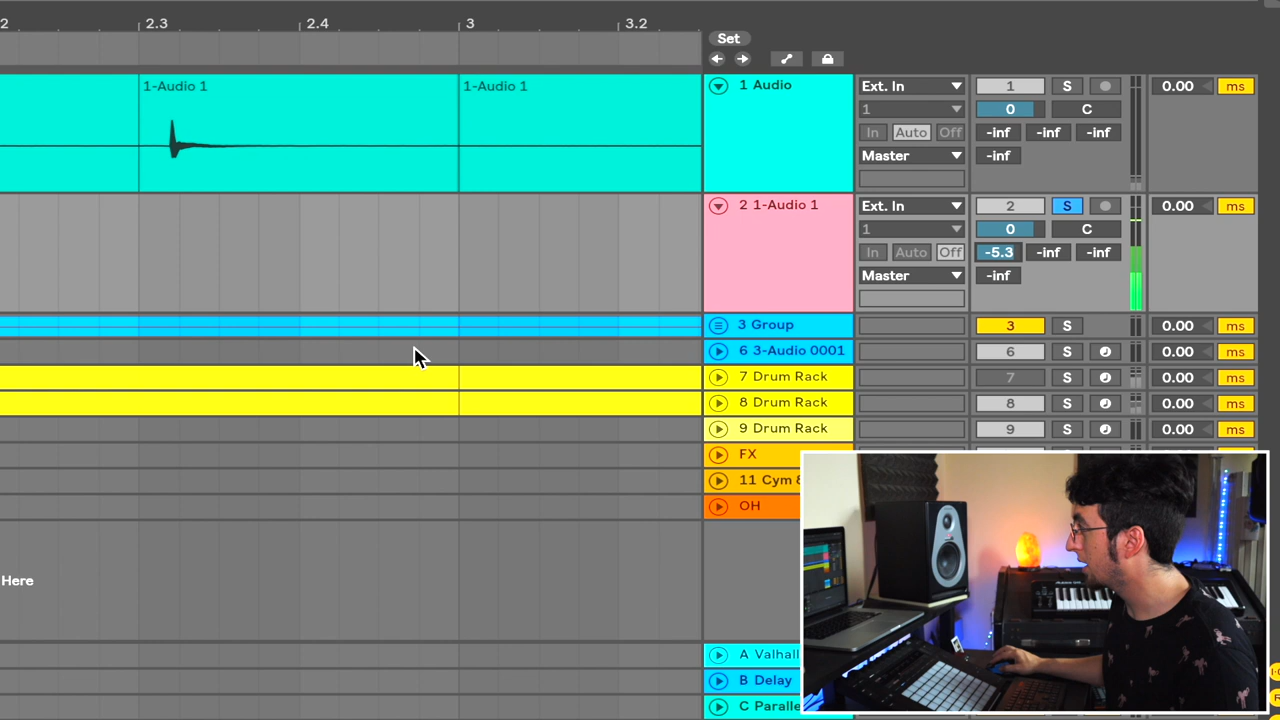 2 2.3 2.4 3 3.2
Set
1-Audio 1 1-Audio 1 1 Audio Ext. In 1 S 0.00 ms
1 0 C
In Auto Off -inf -inf -inf
Master -inf
2 1-Audio 1 Ext. In 2 S 0.00 ms
1 0 C
In Auto Off -5.3 -inf -inf
Master -inf
3 Group 3 S 0.00 ms
6 3-Audio 0001 6 S 0.00 ms
7 Drum Rack 7 S 0.00 ms
8 Drum Rack 8 S 0.00 ms
9 Drum Rack 9 S 0.00 ms
FX
11 Cym
OH
Here
A Valhall
B Delay
C Paralle